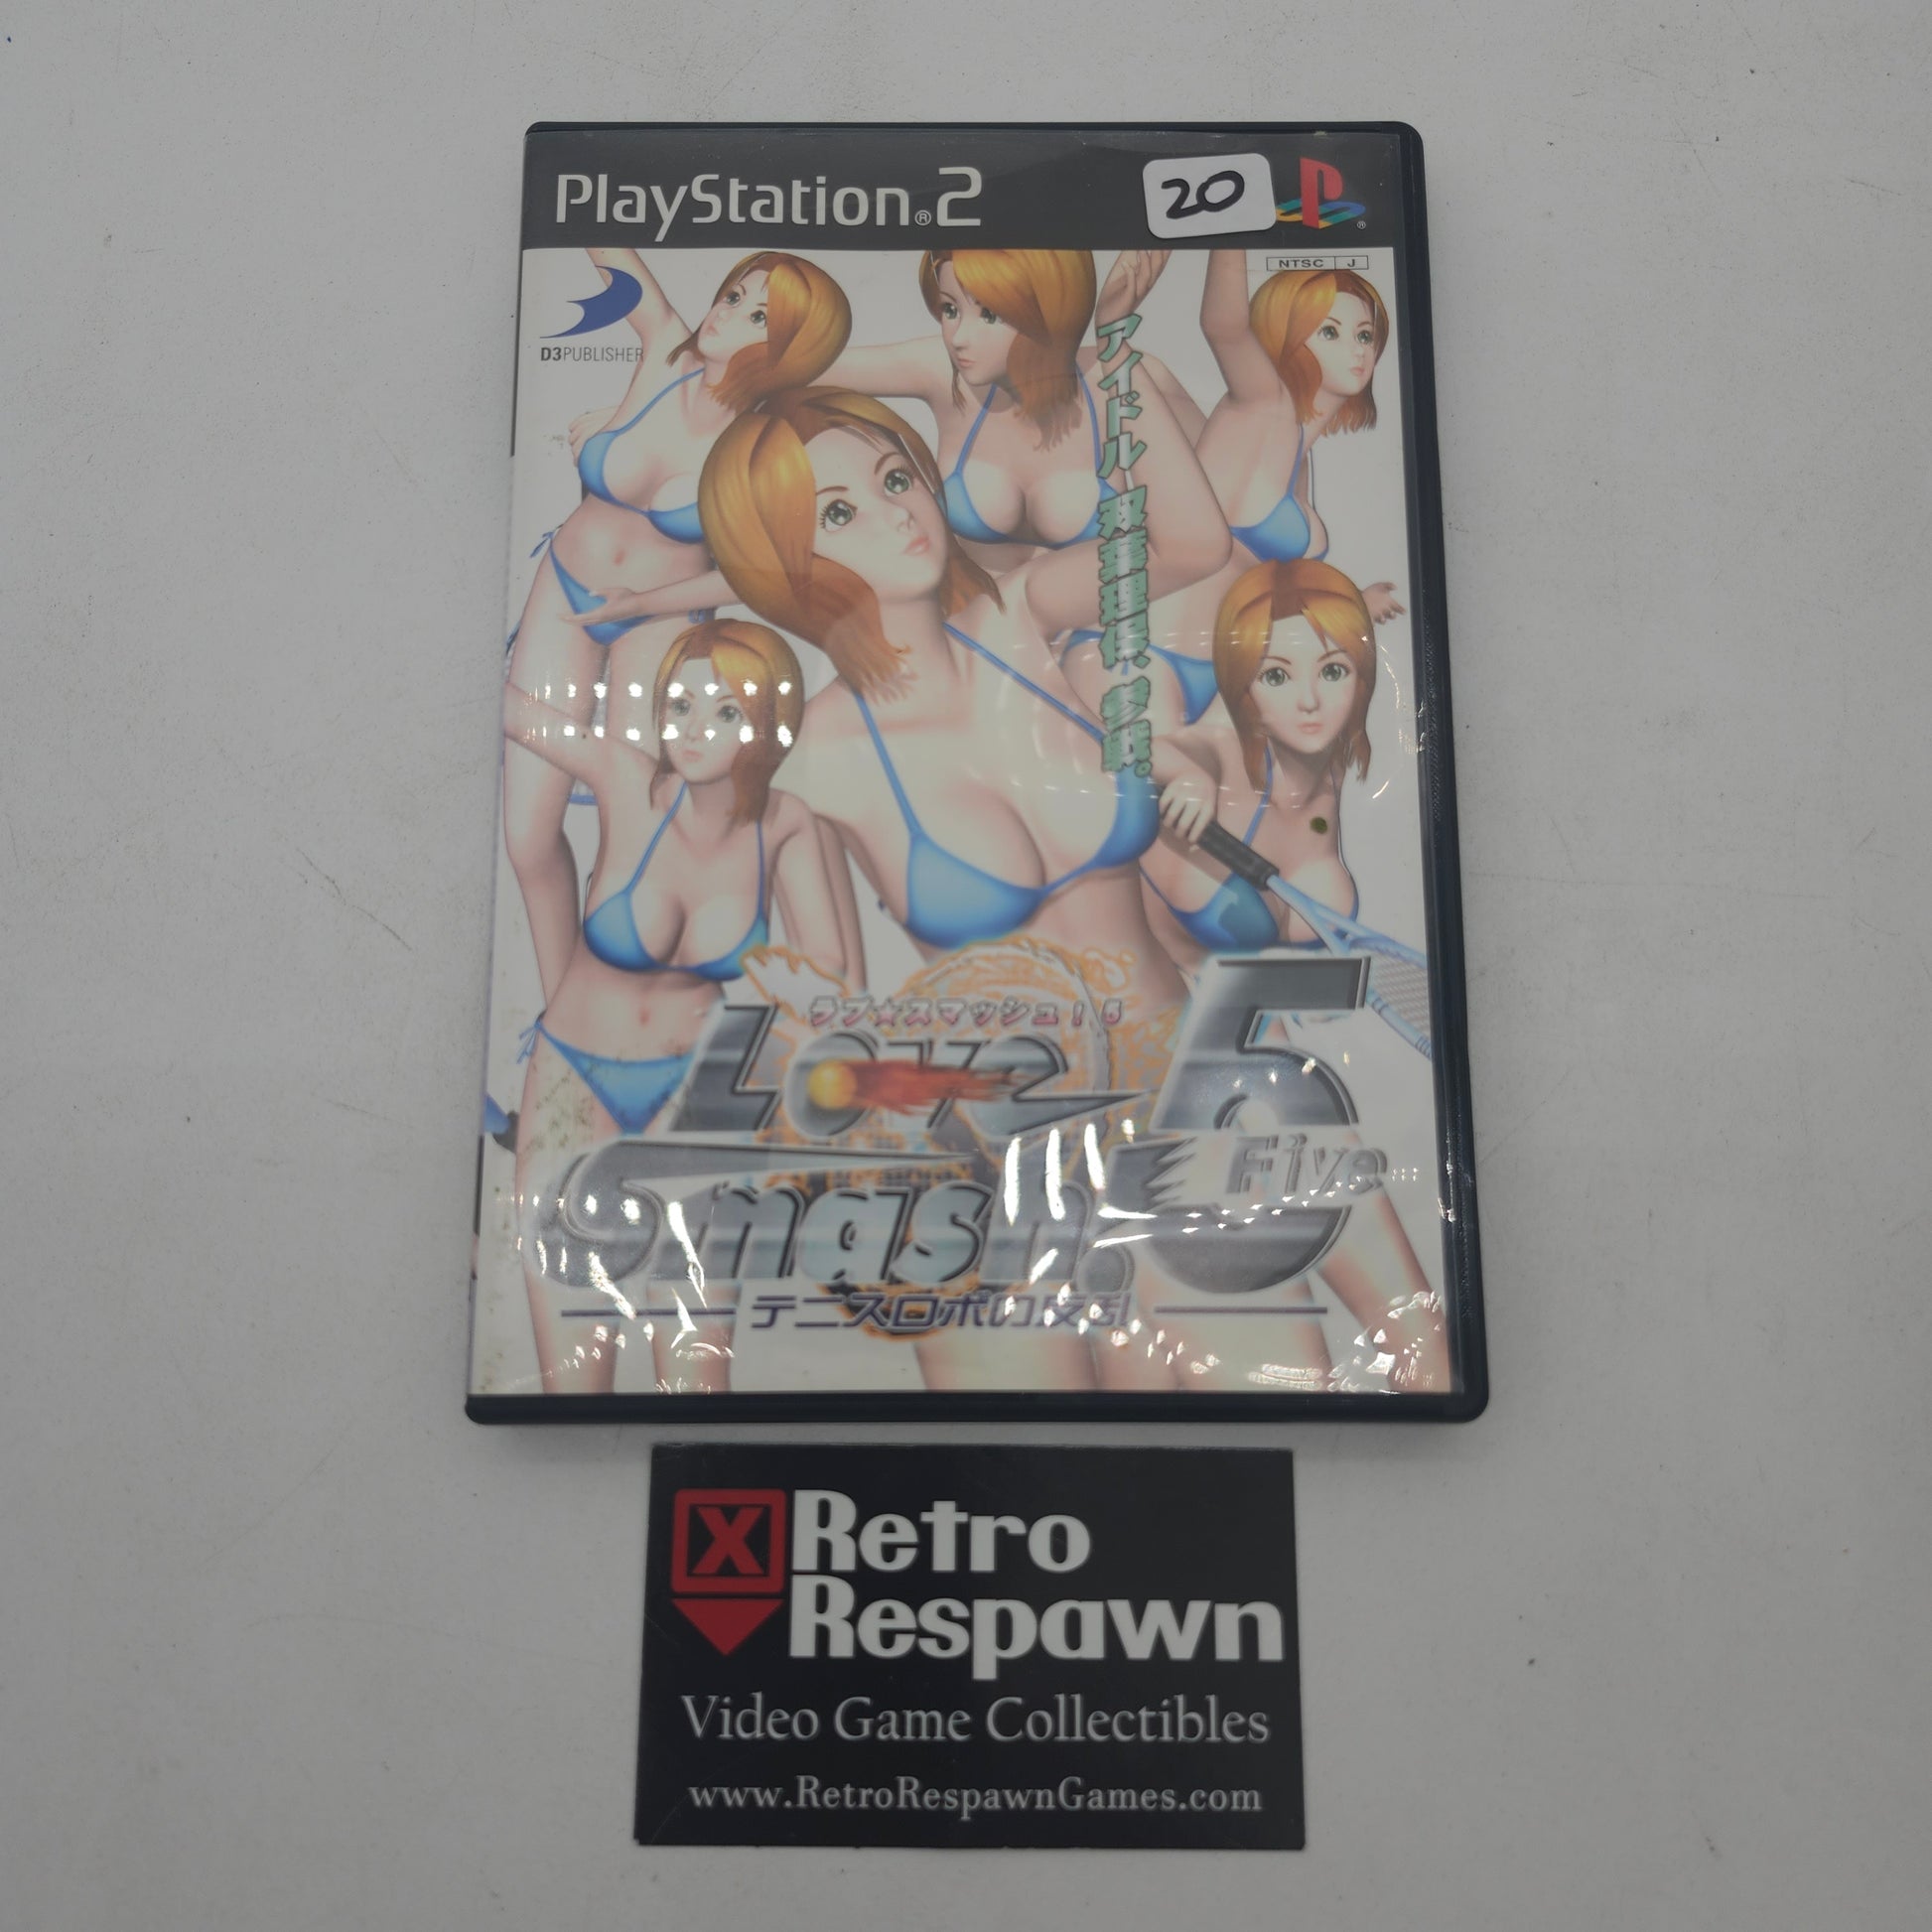 PlayStation®2
20
NTSC J
D3PUBLISHER
アイドル 双葉理保、参戦。
ラブ☆スマッシュ！5
Love
Smash! 5
Five
テニスロボの反乱
Retro
Respawn
Video Game Collectibles
www.RetroRespawnGames.com